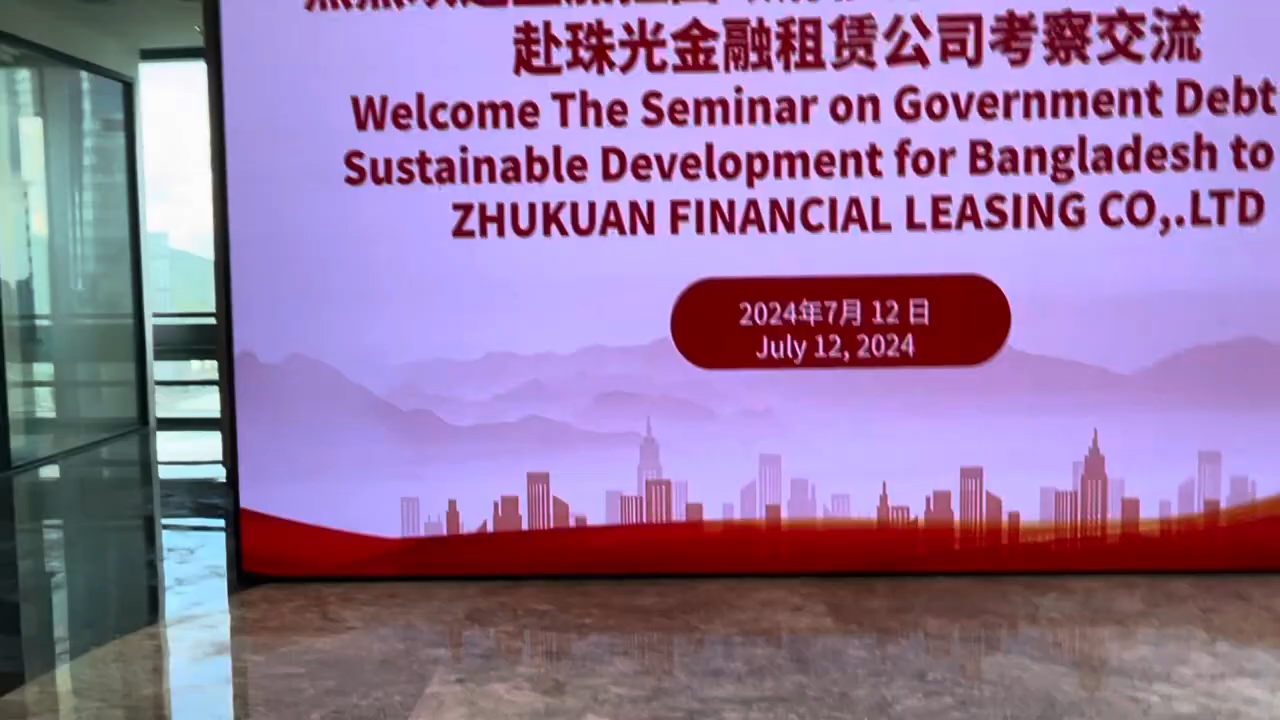 赴珠光金融租赁公司考察交流
Welcome The Seminar on Government Debt
Sustainable Development for Bangladesh to
ZHUKUAN FINANCIAL LEASING CO,.LTD
2024年7月 12 日
July 12, 2024